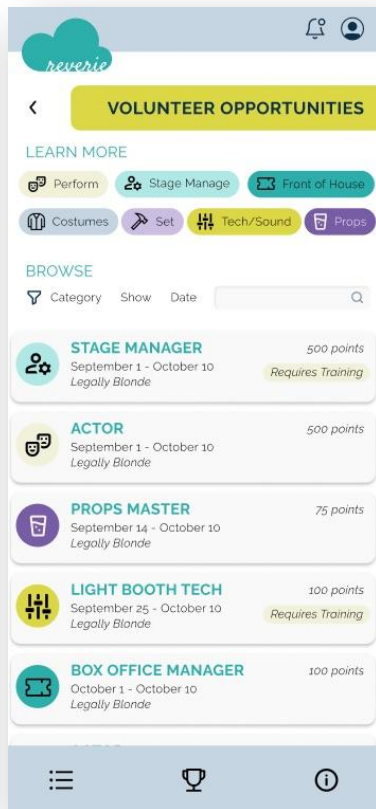 reverie
VOLUNTEER OPPORTUNITIES
LEARN MORE
Perform Stage Manage Front of House
Costumes Set Tech/Sound Props
BROWSE
Category Show Date
STAGE MANAGER 500 points
September 1 - October 10 Requires Training
Legally Blonde
ACTOR 500 points
September 1 - October 10
Legally Blonde
PROPS MASTER 75 points
September 14 - October 10
Legally Blonde
LIGHT BOOTH TECH 100 points
September 25 - October 10 Requires Training
Legally Blonde
BOX OFFICE MANAGER 100 points
October 1 - October 10
Legally Blonde